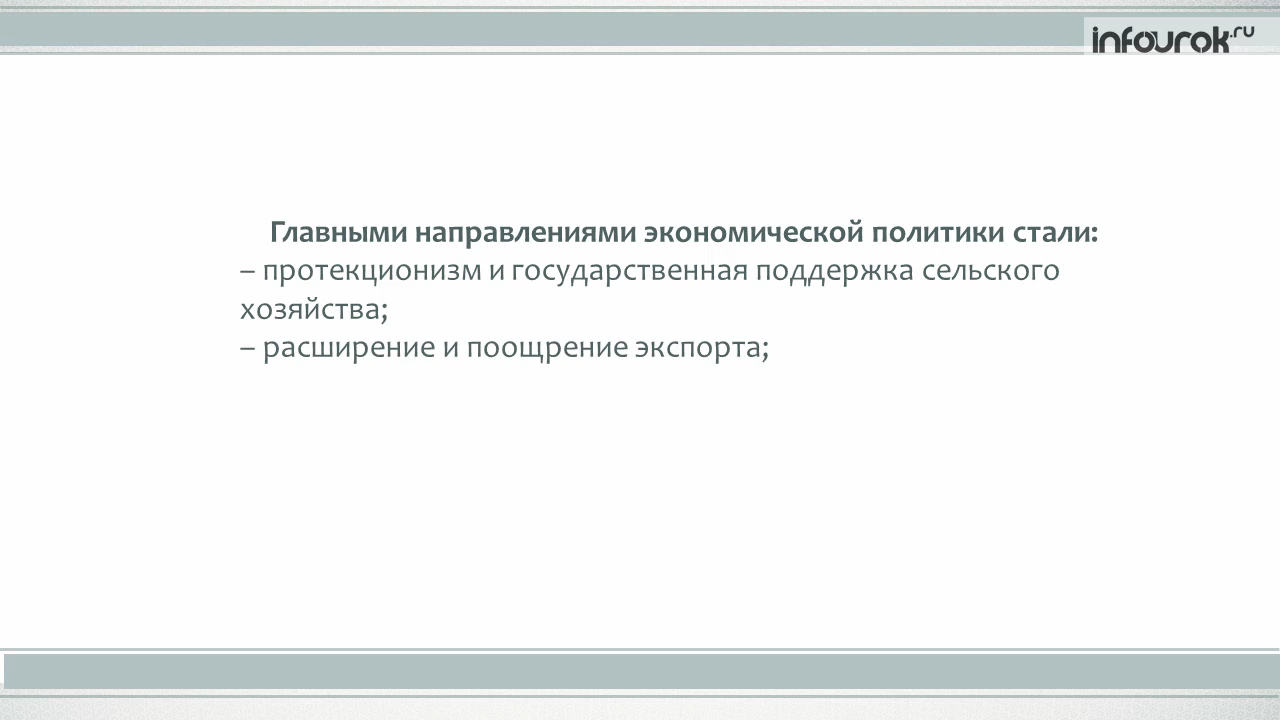 infourok.ru
Главными направлениями экономической политики стали:
– протекционизм и государственная поддержка сельского
хозяйства;
– расширение и поощрение экспорта;